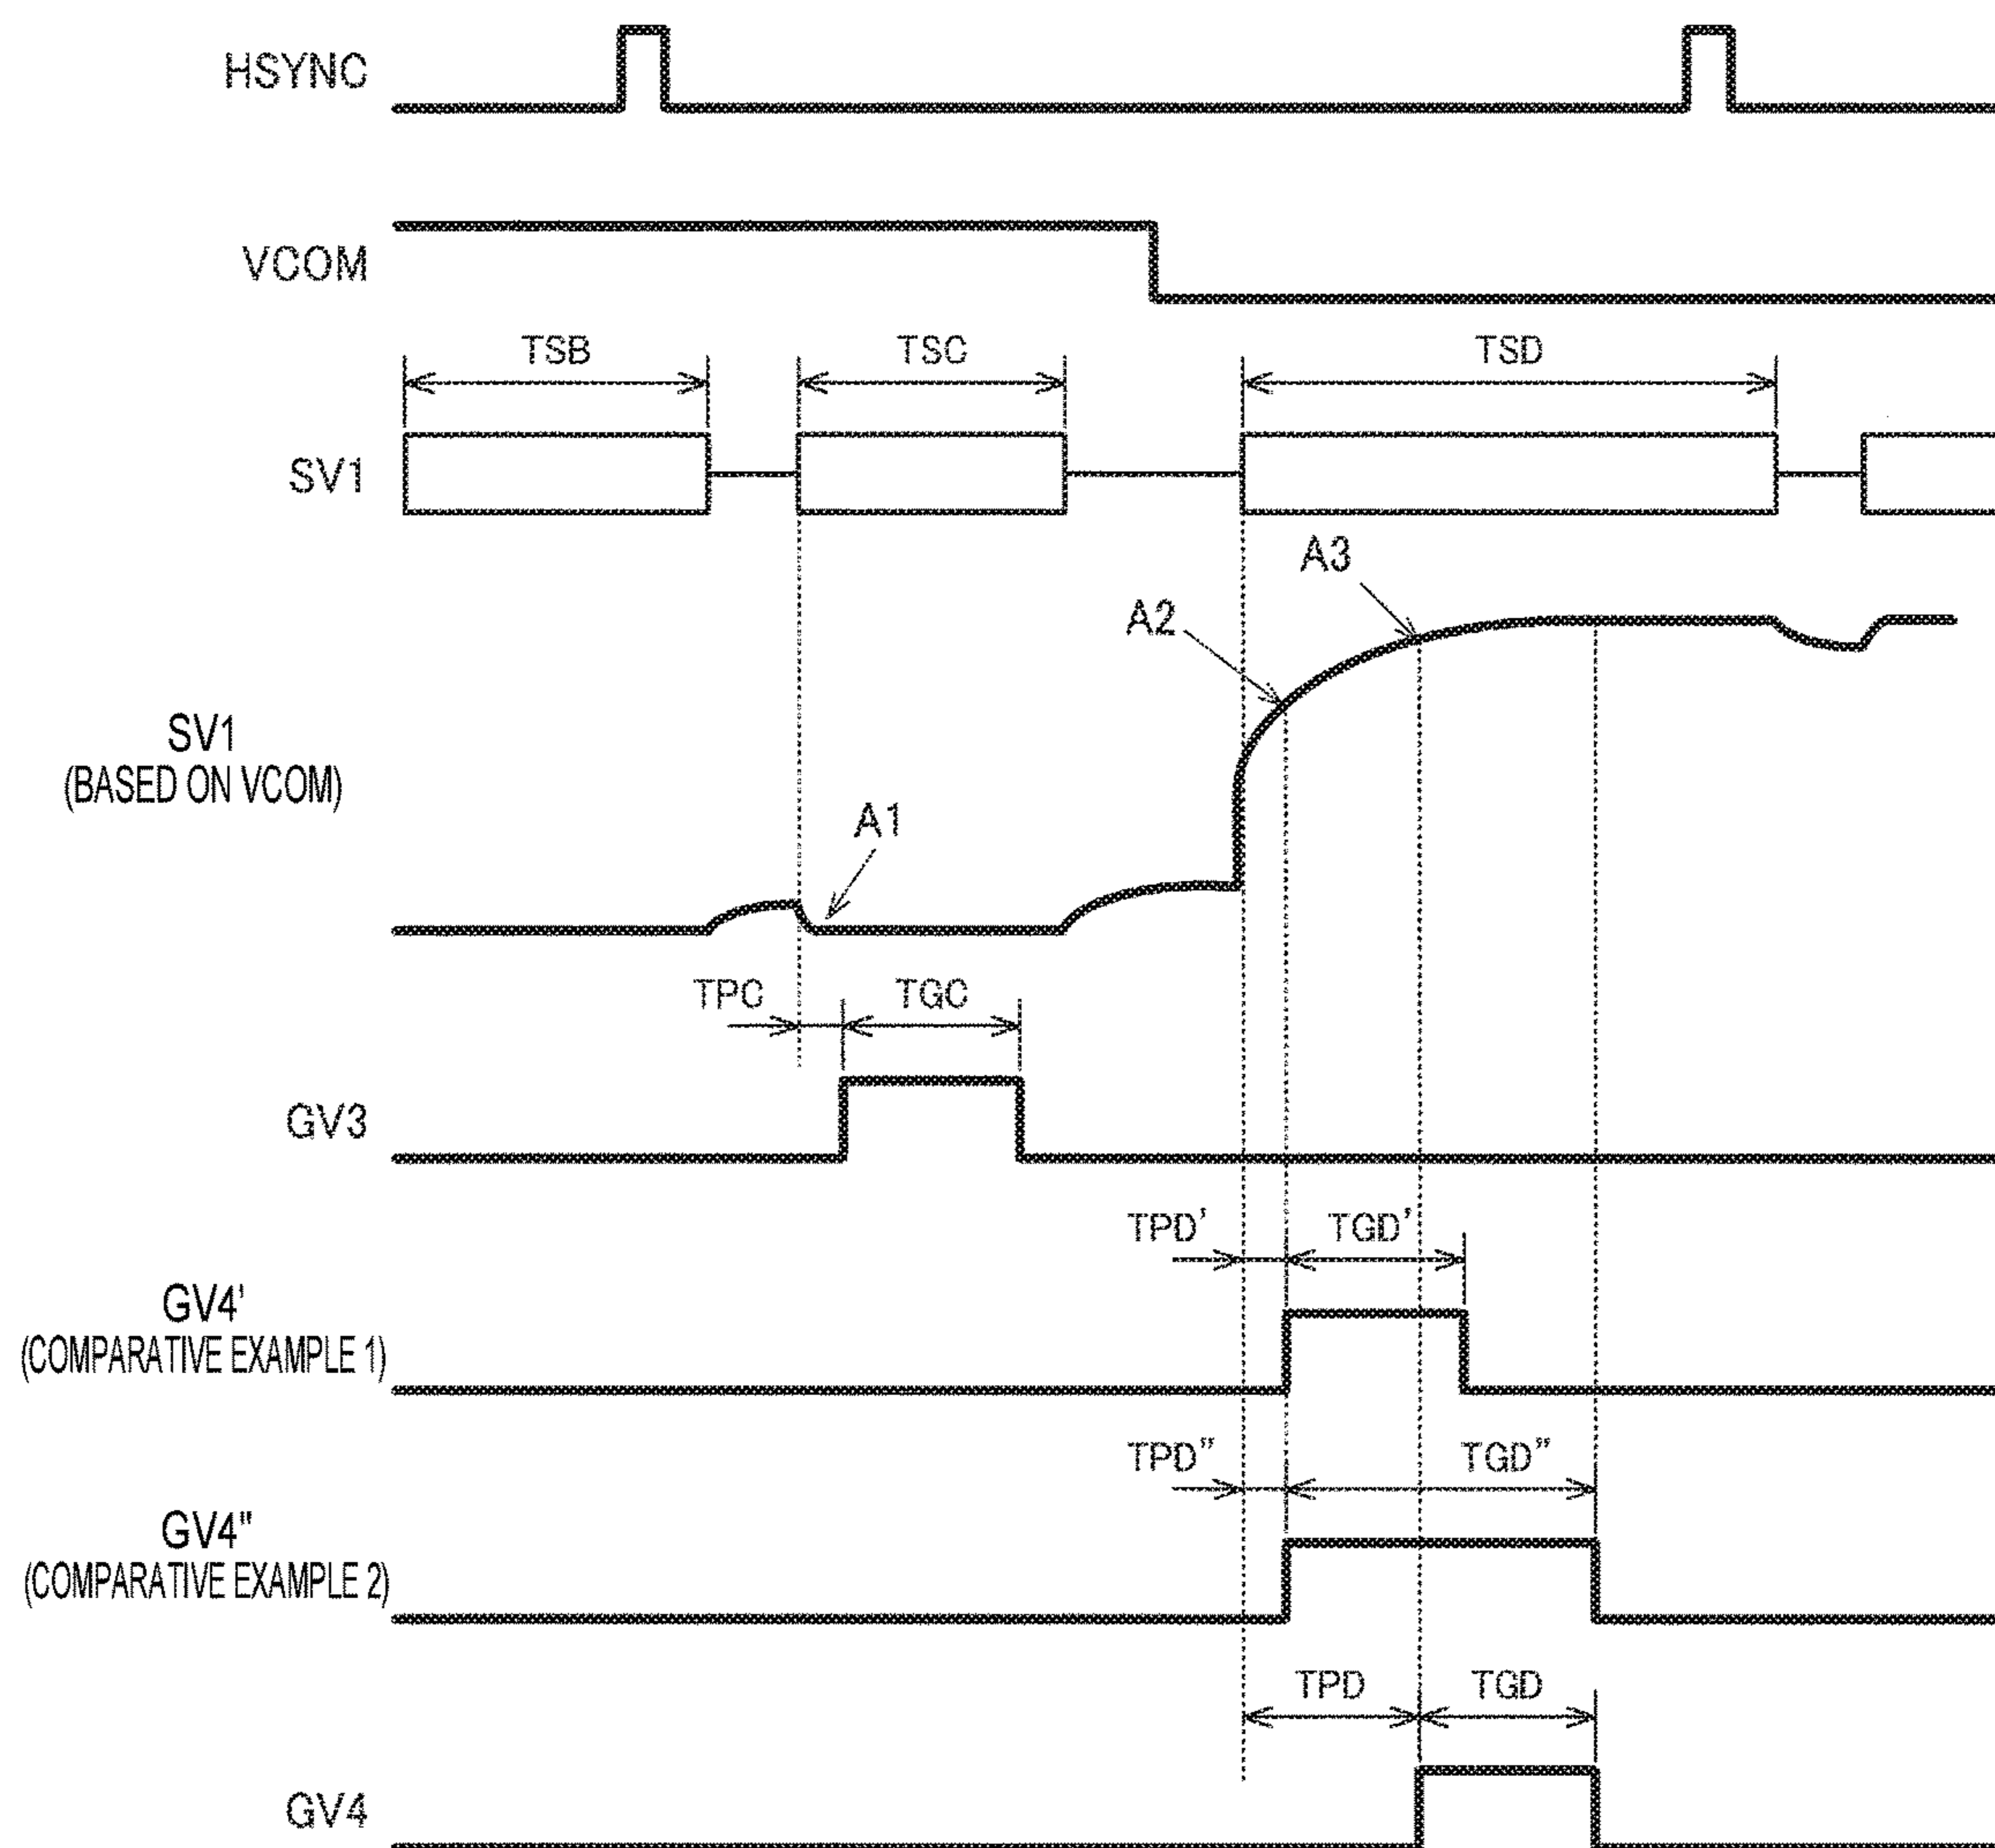 HSYNC
VCOM
TSB
TSC
TSD
SV1
A3
A2
SV1
(BASED ON VCOM)
A1
TPC
TGC
GV3
TPD'
TGD'
GV4'
(COMPARATIVE EXAMPLE 1)
TPD"
TGD"
GV4"
(COMPARATIVE EXAMPLE 2)
TPD
TGD
GV4